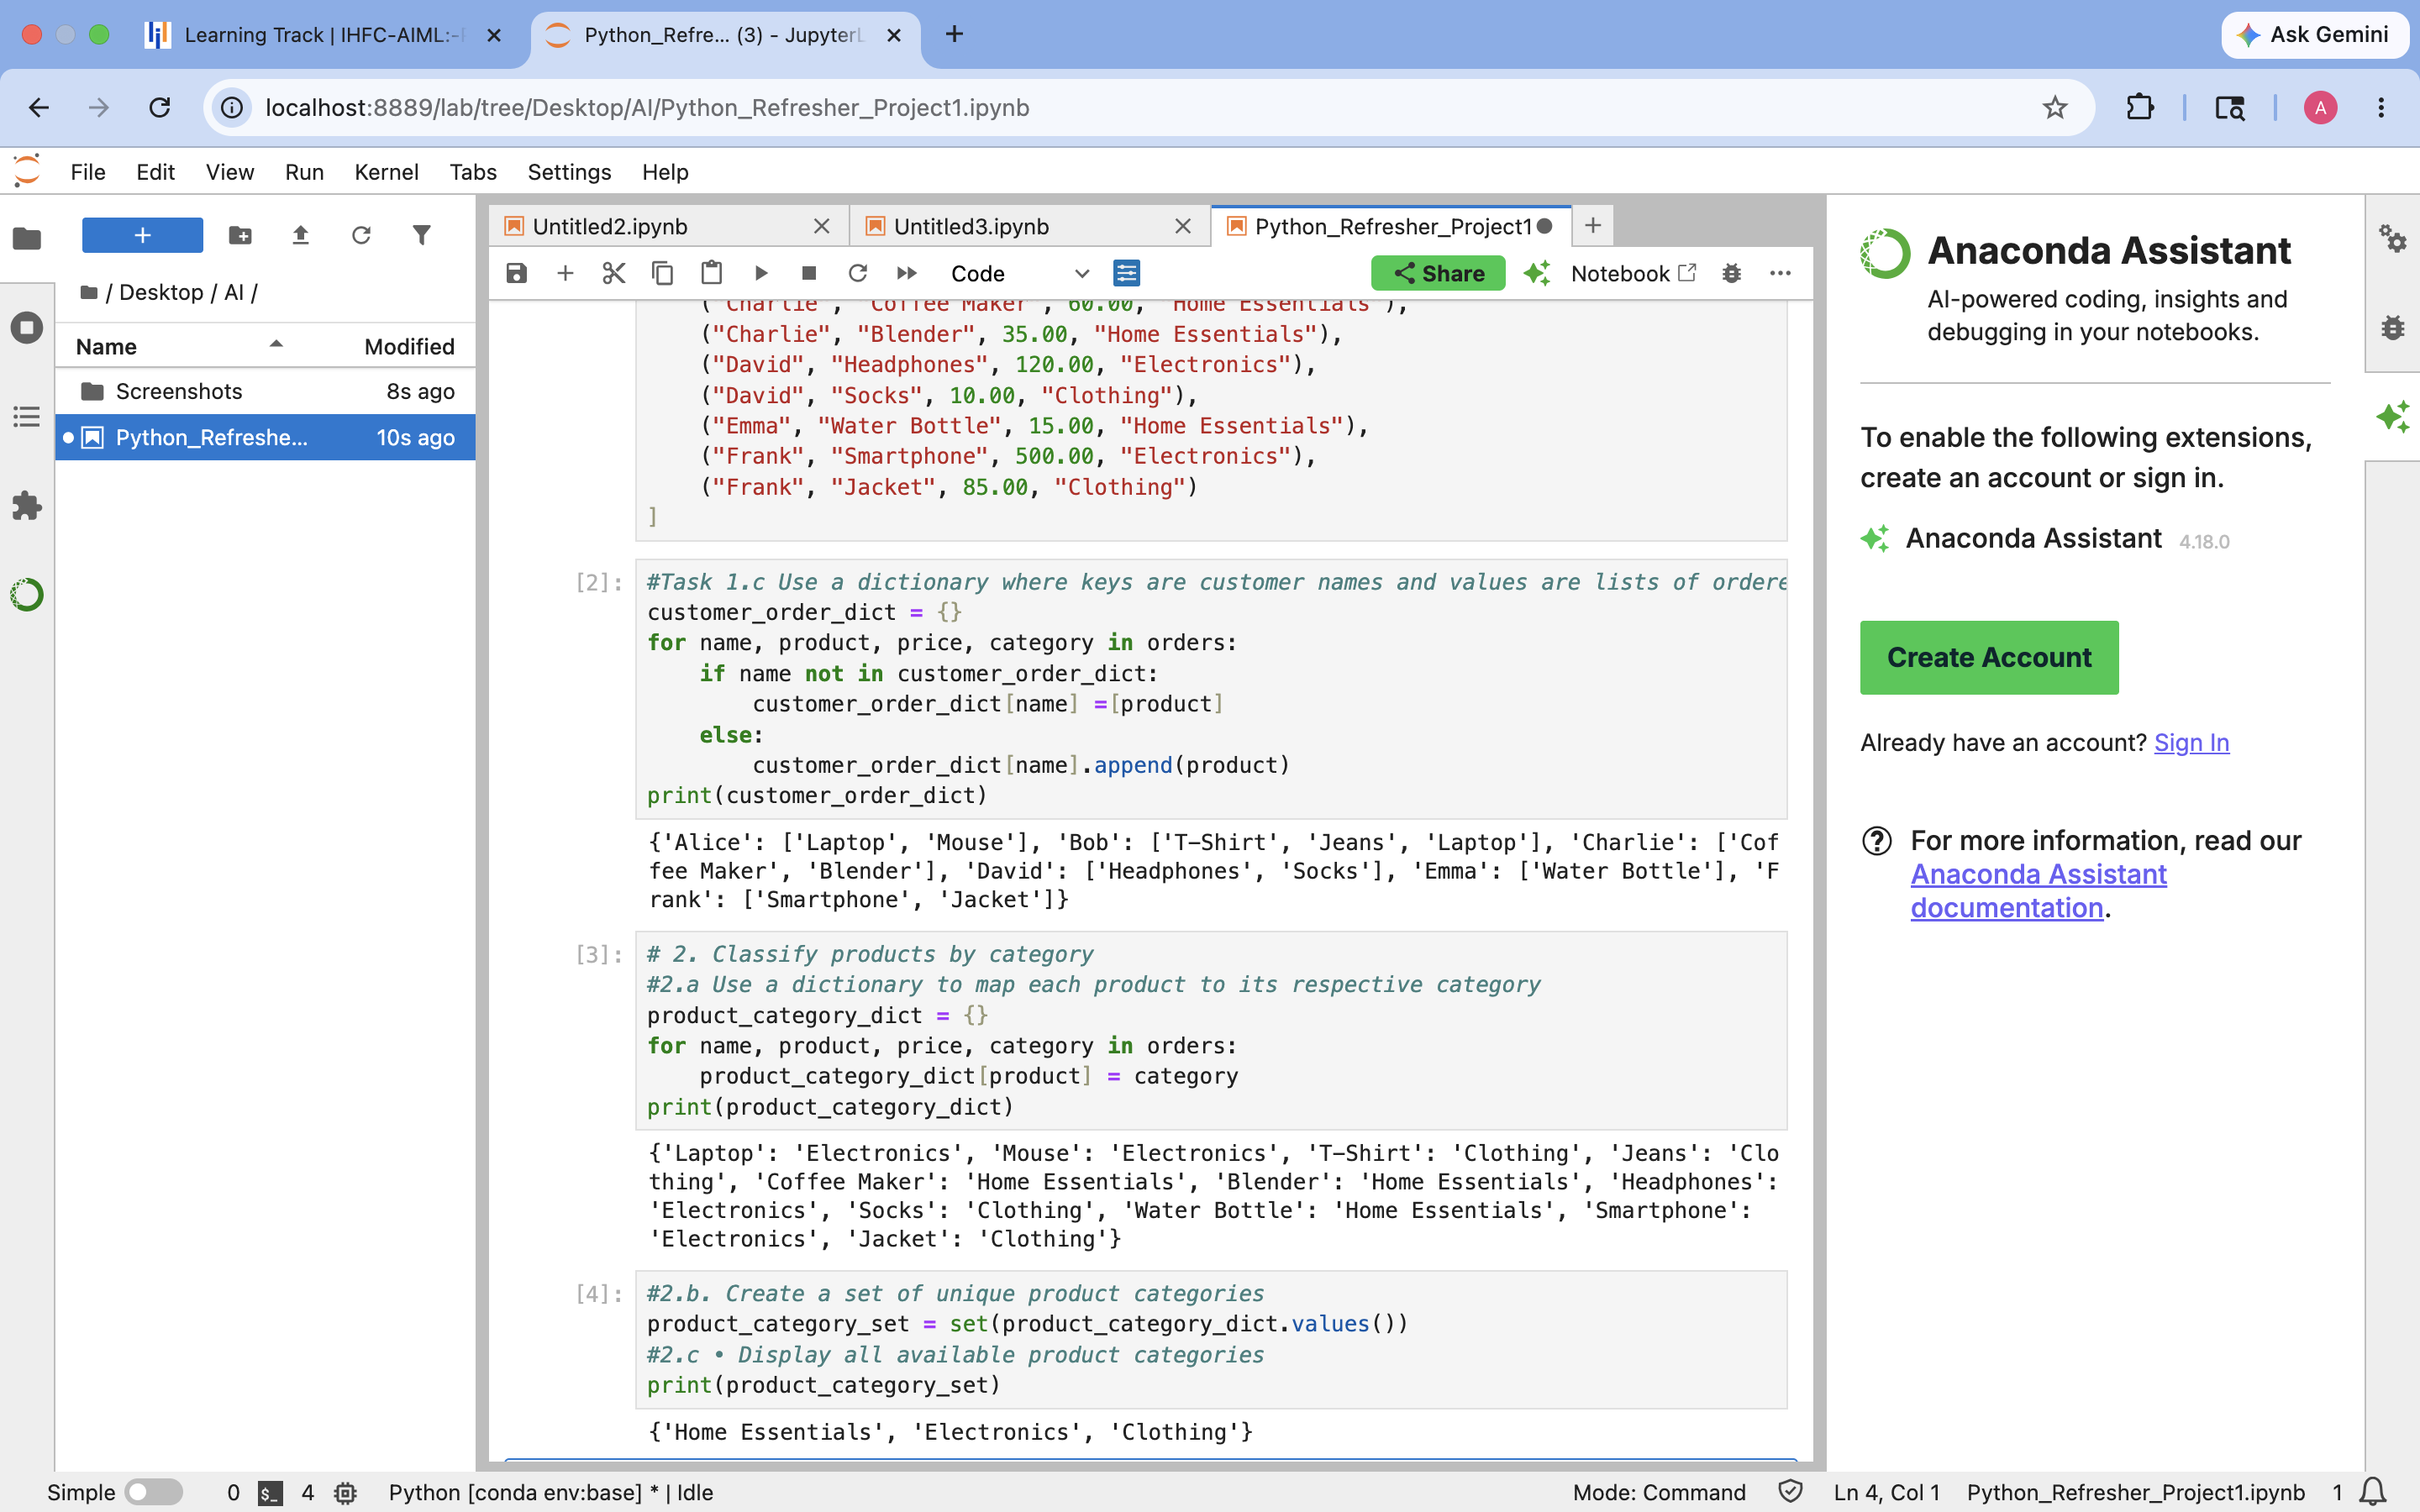 Learning Track | IHFC-AIML:-
Python_Refre... (3) - JupyterL
Ask Gemini
localhost:8889/lab/tree/Desktop/AI/Python_Refresher_Project1.ipynb
A
File Edit View Run Kernel Tabs Settings Help
/ Desktop / AI /
Name Modified
Screenshots 8s ago
Python_Refreshe... 10s ago
Untitled2.ipynb
Untitled3.ipynb
Python_Refresher_Project1
Code
Share
Notebook
("Charlie", "Coffee Maker", 60.00, "Home Essentials"),
("Charlie", "Blender", 35.00, "Home Essentials"),
("David", "Headphones", 120.00, "Electronics"),
("David", "Socks", 10.00, "Clothing"),
("Emma", "Water Bottle", 15.00, "Home Essentials"),
("Frank", "Smartphone", 500.00, "Electronics"),
("Frank", "Jacket", 85.00, "Clothing")
]
[2]:
#Task 1.c Use a dictionary where keys are customer names and values are lists of ordere
customer_order_dict = {}
for name, product, price, category in orders:
    if name not in customer_order_dict:
        customer_order_dict[name] =[product]
    else:
        customer_order_dict[name].append(product)
print(customer_order_dict)
{'Alice': ['Laptop', 'Mouse'], 'Bob': ['T-Shirt', 'Jeans', 'Laptop'], 'Charlie': ['Cof
fee Maker', 'Blender'], 'David': ['Headphones', 'Socks'], 'Emma': ['Water Bottle'], 'F
rank': ['Smartphone', 'Jacket']}
[3]:
# 2. Classify products by category
#2.a Use a dictionary to map each product to its respective category
product_category_dict = {}
for name, product, price, category in orders:
    product_category_dict[product] = category
print(product_category_dict)
{'Laptop': 'Electronics', 'Mouse': 'Electronics', 'T-Shirt': 'Clothing', 'Jeans': 'Clo
thing', 'Coffee Maker': 'Home Essentials', 'Blender': 'Home Essentials', 'Headphones':
'Electronics', 'Socks': 'Clothing', 'Water Bottle': 'Home Essentials', 'Smartphone':
'Electronics', 'Jacket': 'Clothing'}
[4]:
#2.b. Create a set of unique product categories
product_category_set = set(product_category_dict.values())
#2.c • Display all available product categories
print(product_category_set)
{'Home Essentials', 'Electronics', 'Clothing'}
Anaconda Assistant
AI-powered coding, insights and
debugging in your notebooks.
To enable the following extensions,
create an account or sign in.
Anaconda Assistant 4.18.0
Create Account
Already have an account? Sign In
For more information, read our
Anaconda Assistant
documentation.
Simple 0 $_ 4 Python [conda env:base] * | Idle
Mode: Command Ln 4, Col 1 Python_Refresher_Project1.ipynb 1